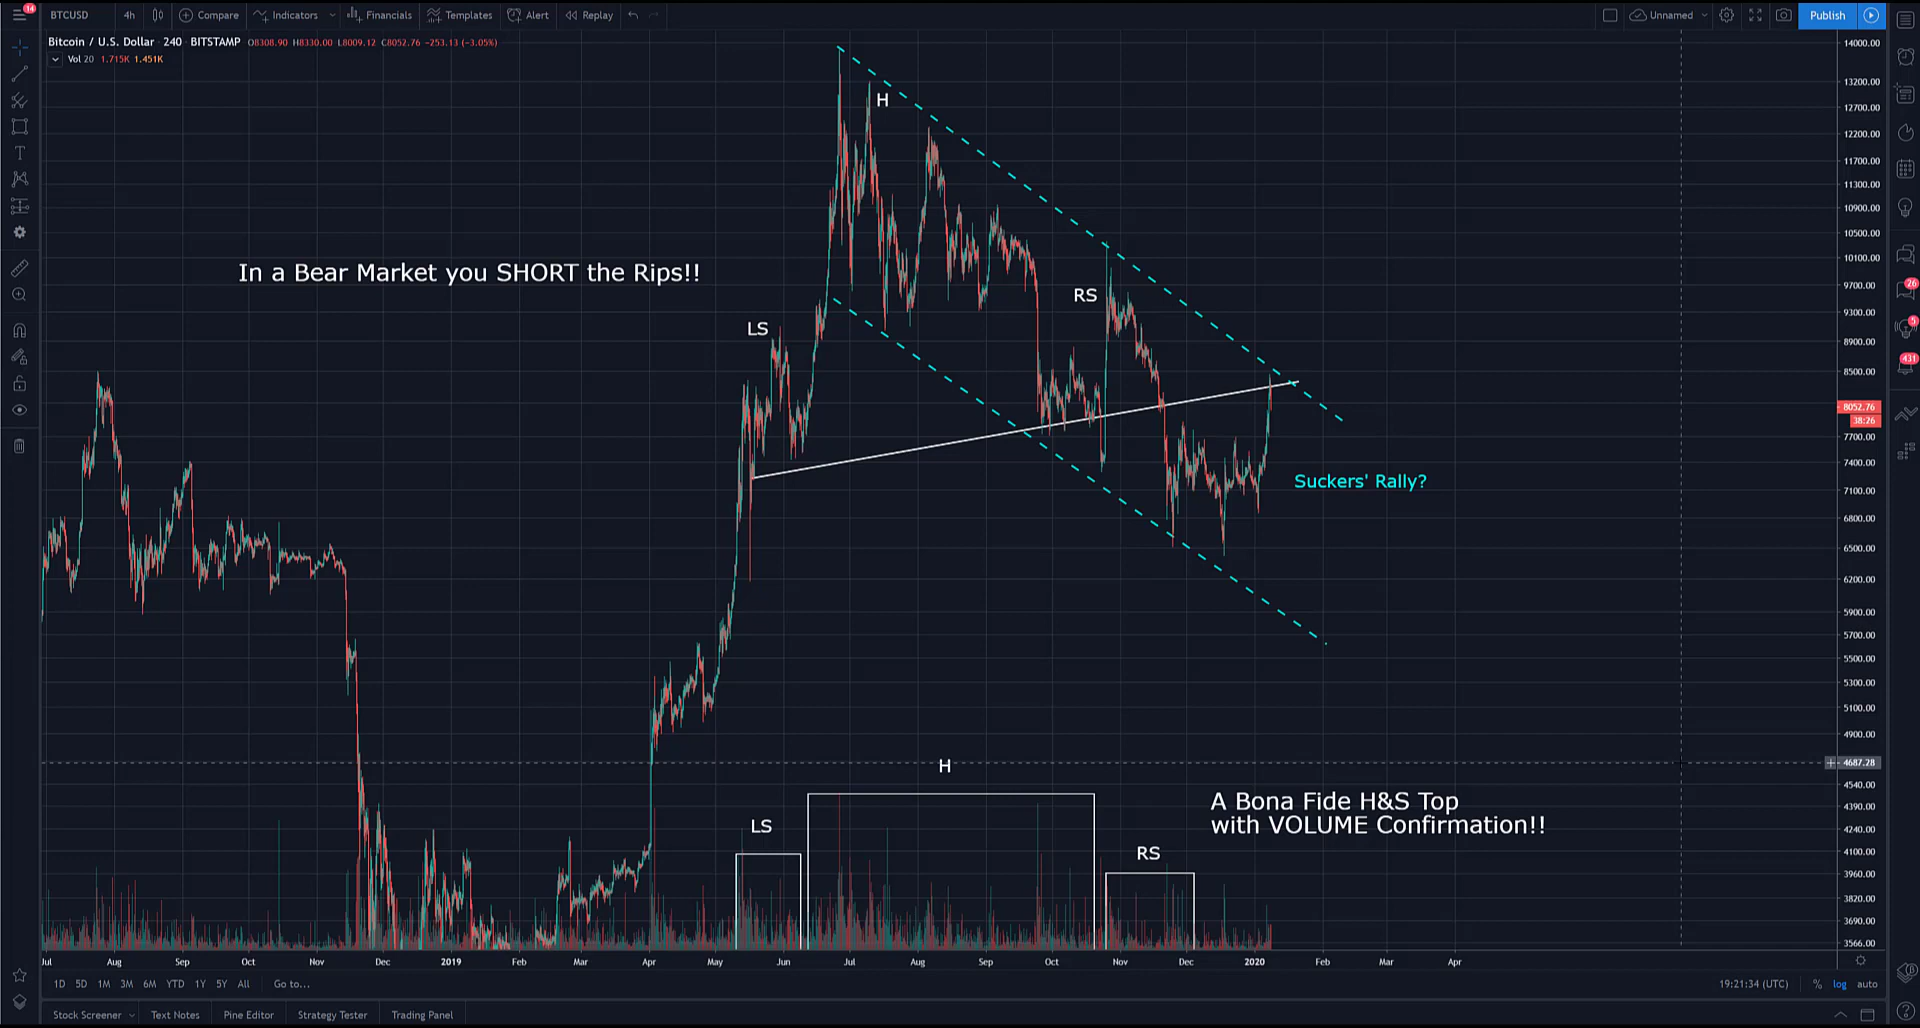 14
BTCUSD 4h Compare Indicators Financials Templates Alert Replay Unnamed Publish
Bitcoin / U.S. Dollar · 240 · BITSTAMP O8308.90 H8330.00 L8009.12 C8052.76 -253.13 (-3.05%)
Vol 20 1.715K 1.451K
14000.00
13200.00
H
12700.00
12200.00
11700.00
11300.00
10900.00
10500.00
10100.00
In a Bear Market you SHORT the Rips!!
9700.00
26
RS
9300.00
5
LS
8900.00
431
8500.00
8052.76
38:26
7700.00
7400.00
Suckers' Rally?
7100.00
6800.00
6500.00
6200.00
5900.00
5700.00
5500.00
5300.00
5100.00
4900.00
4687.28
H
4540.00
A Bona Fide H&S Top
4390.00
with VOLUME Confirmation!!
LS
4240.00
RS
4100.00
3960.00
3820.00
3690.00
3566.00
Jul Aug Sep Oct Nov Dec 2019 Feb Mar Apr May Jun Jul Aug Sep Oct Nov Dec 2020 Feb Mar Apr
1D 5D 1M 3M 6M YTD 1Y 5Y All Go to... 19:21:34 (UTC) % log auto
Stock Screener Text Notes Pine Editor Strategy Tester Trading Panel